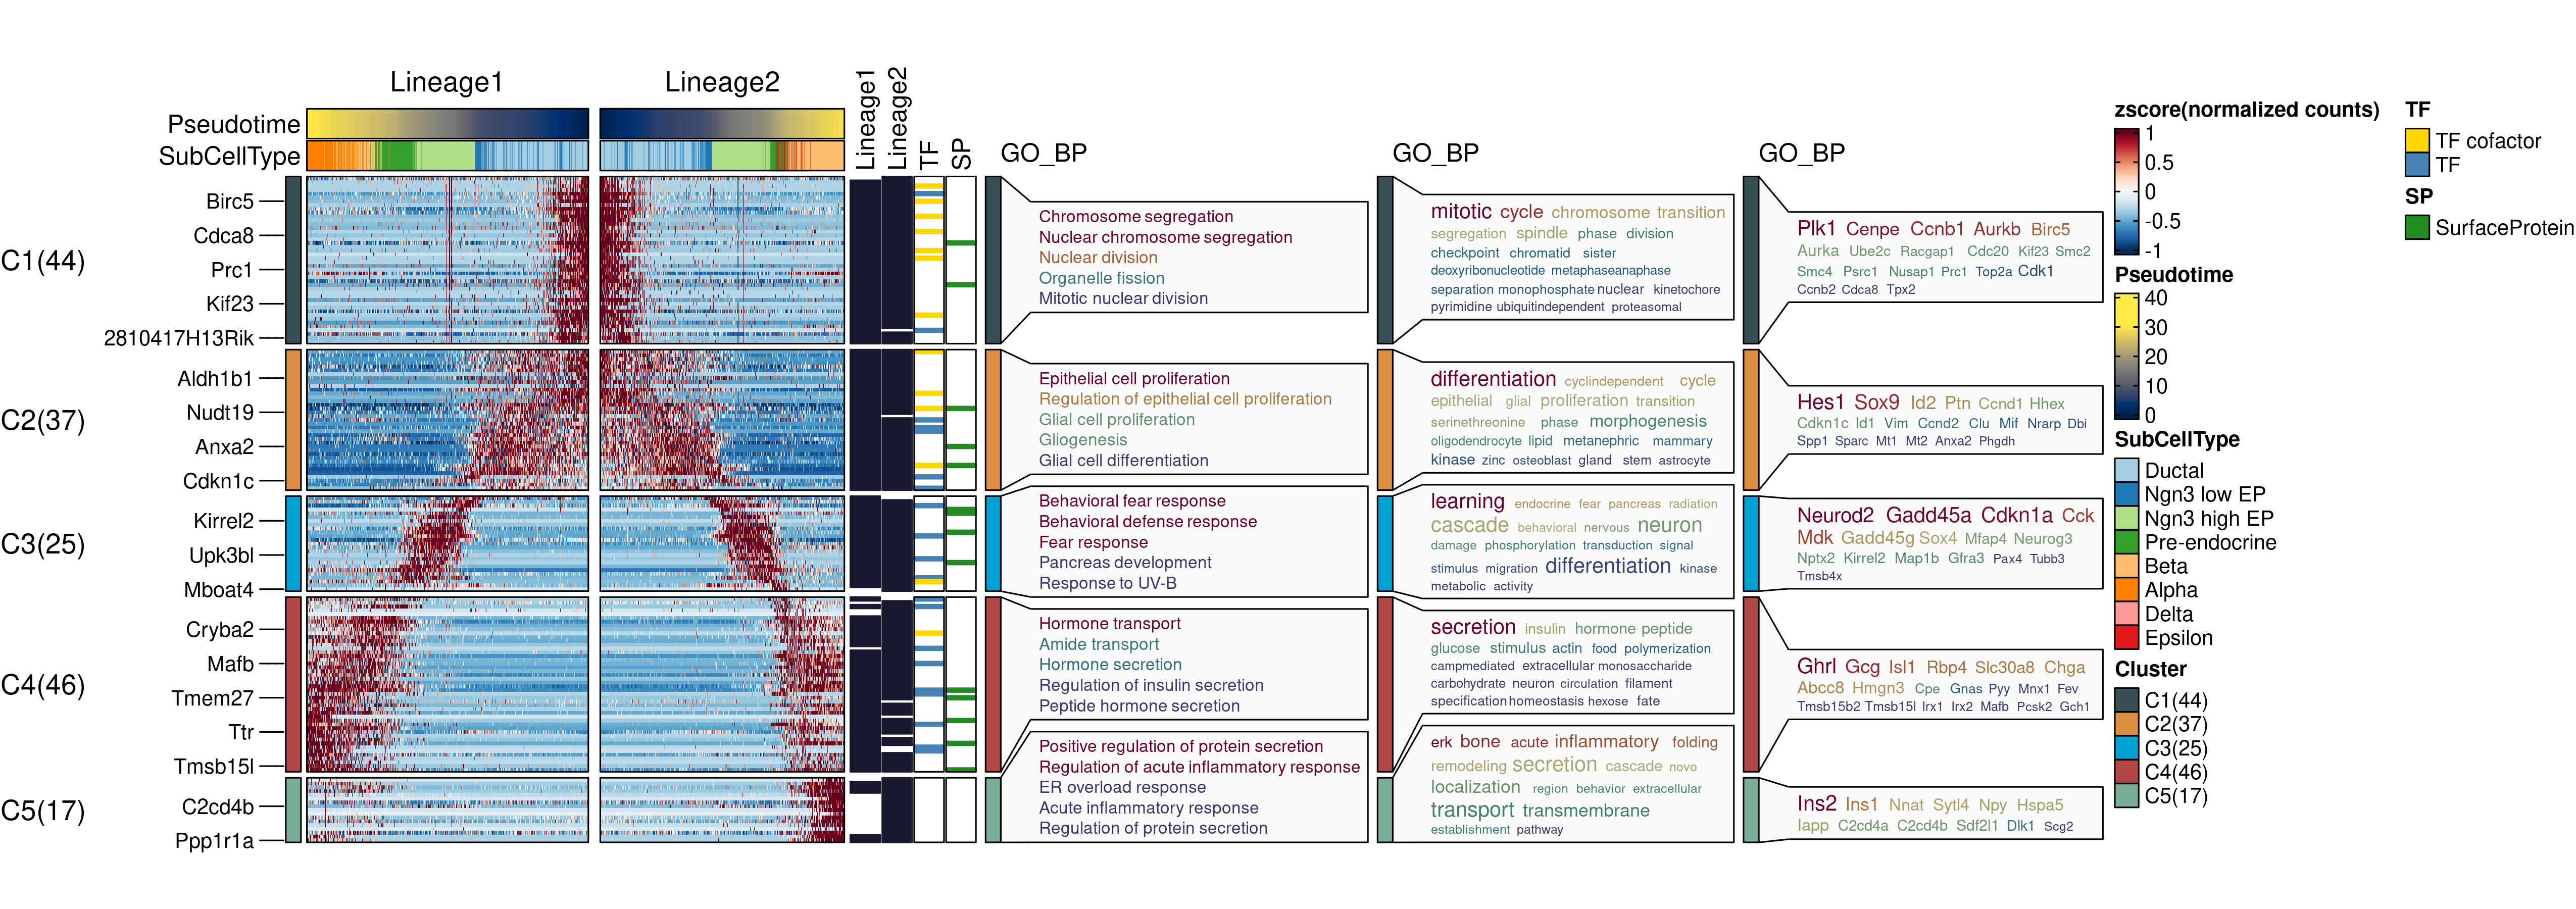 Lineage1
Lineage2
Pseudotime
SubCellType
Lineage1
Lineage2
TF
SP
C1(44)
Birc5
Cdca8
Prc1
Kif23
2810417H13Rik
C2(37)
Aldh1b1
Nudt19
Anxa2
Cdkn1c
C3(25)
Kirrel2
Upk3bl
Mboat4
C4(46)
Cryba2
Mafb
Tmem27
Ttr
Tmsb15l
C5(17)
C2cd4b
Ppp1r1a
GO_BP
Chromosome segregation
Nuclear chromosome segregation
Nuclear division
Organelle fission
Mitotic nuclear division
Epithelial cell proliferation
Regulation of epithelial cell proliferation
Glial cell proliferation
Gliogenesis
Glial cell differentiation
Behavioral fear response
Behavioral defense response
Fear response
Pancreas development
Response to UV-B
Hormone transport
Amide transport
Hormone secretion
Regulation of insulin secretion
Peptide hormone secretion
Positive regulation of protein secretion
Regulation of acute inflammatory response
ER overload response
Acute inflammatory response
Regulation of protein secretion
GO_BP
mitotic cycle chromosome transition
segregation spindle phase division
checkpoint chromatid sister
deoxyribonucleotide metaphaseanaphase
separation monophosphate nuclear kinetochore
pyrimidine ubiquitindependent proteasomal
differentiation cyclindependent cycle
epithelial glial proliferation transition
serinethreonine phase morphogenesis
oligodendrocyte lipid metanephric mammary
kinase zinc osteoblast gland stem astrocyte
learning endocrine fear pancreas radiation
cascade behavioral nervous neuron
damage phosphorylation transduction signal
stimulus migration differentiation kinase
metabolic activity
secretion insulin hormone peptide
glucose stimulus actin food polymerization
campmediated extracellular monosaccharide
carbohydrate neuron circulation filament
specification homeostasis hexose fate
erk bone acute inflammatory folding
remodeling secretion cascade novo
localization region behavior extracellular
transport transmembrane
establishment pathway
GO_BP
Plk1 Cenpe Ccnb1 Aurkb Birc5
Aurka Ube2c Racgap1 Cdc20 Kif23 Smc2
Smc4 Psrc1 Nusap1 Prc1 Top2a Cdk1
Ccnb2 Cdca8 Tpx2
Hes1 Sox9 Id2 Ptn Ccnd1 Hhex
Cdkn1c Id1 Vim Ccnd2 Clu Mif Nrarp Dbi
Spp1 Sparc Mt1 Mt2 Anxa2 Phgdh
Neurod2 Gadd45a Cdkn1a Cck
Mdk Gadd45g Sox4 Mfap4 Neurog3
Nptx2 Kirrel2 Map1b Gfra3 Pax4 Tubb3
Tmsb4x
Ghrl Gcg Isl1 Rbp4 Slc30a8 Chga
Abcc8 Hmgn3 Cpe Gnas Pyy Mnx1 Fev
Tmsb15b2 Tmsb15l Irx1 Irx2 Mafb Pcsk2 Gch1
Ins2 Ins1 Nnat Sytl4 Npy Hspa5
Iapp C2cd4a C2cd4b Sdf2l1 Dlk1 Scg2
zscore(normalized counts)
1
0.5
0
-0.5
-1
Pseudotime
40
30
20
10
0
SubCellType
Ductal
Ngn3 low EP
Ngn3 high EP
Pre-endocrine
Beta
Alpha
Delta
Epsilon
Cluster
C1(44)
C2(37)
C3(25)
C4(46)
C5(17)
TF
TF cofactor
TF
SP
SurfaceProtein